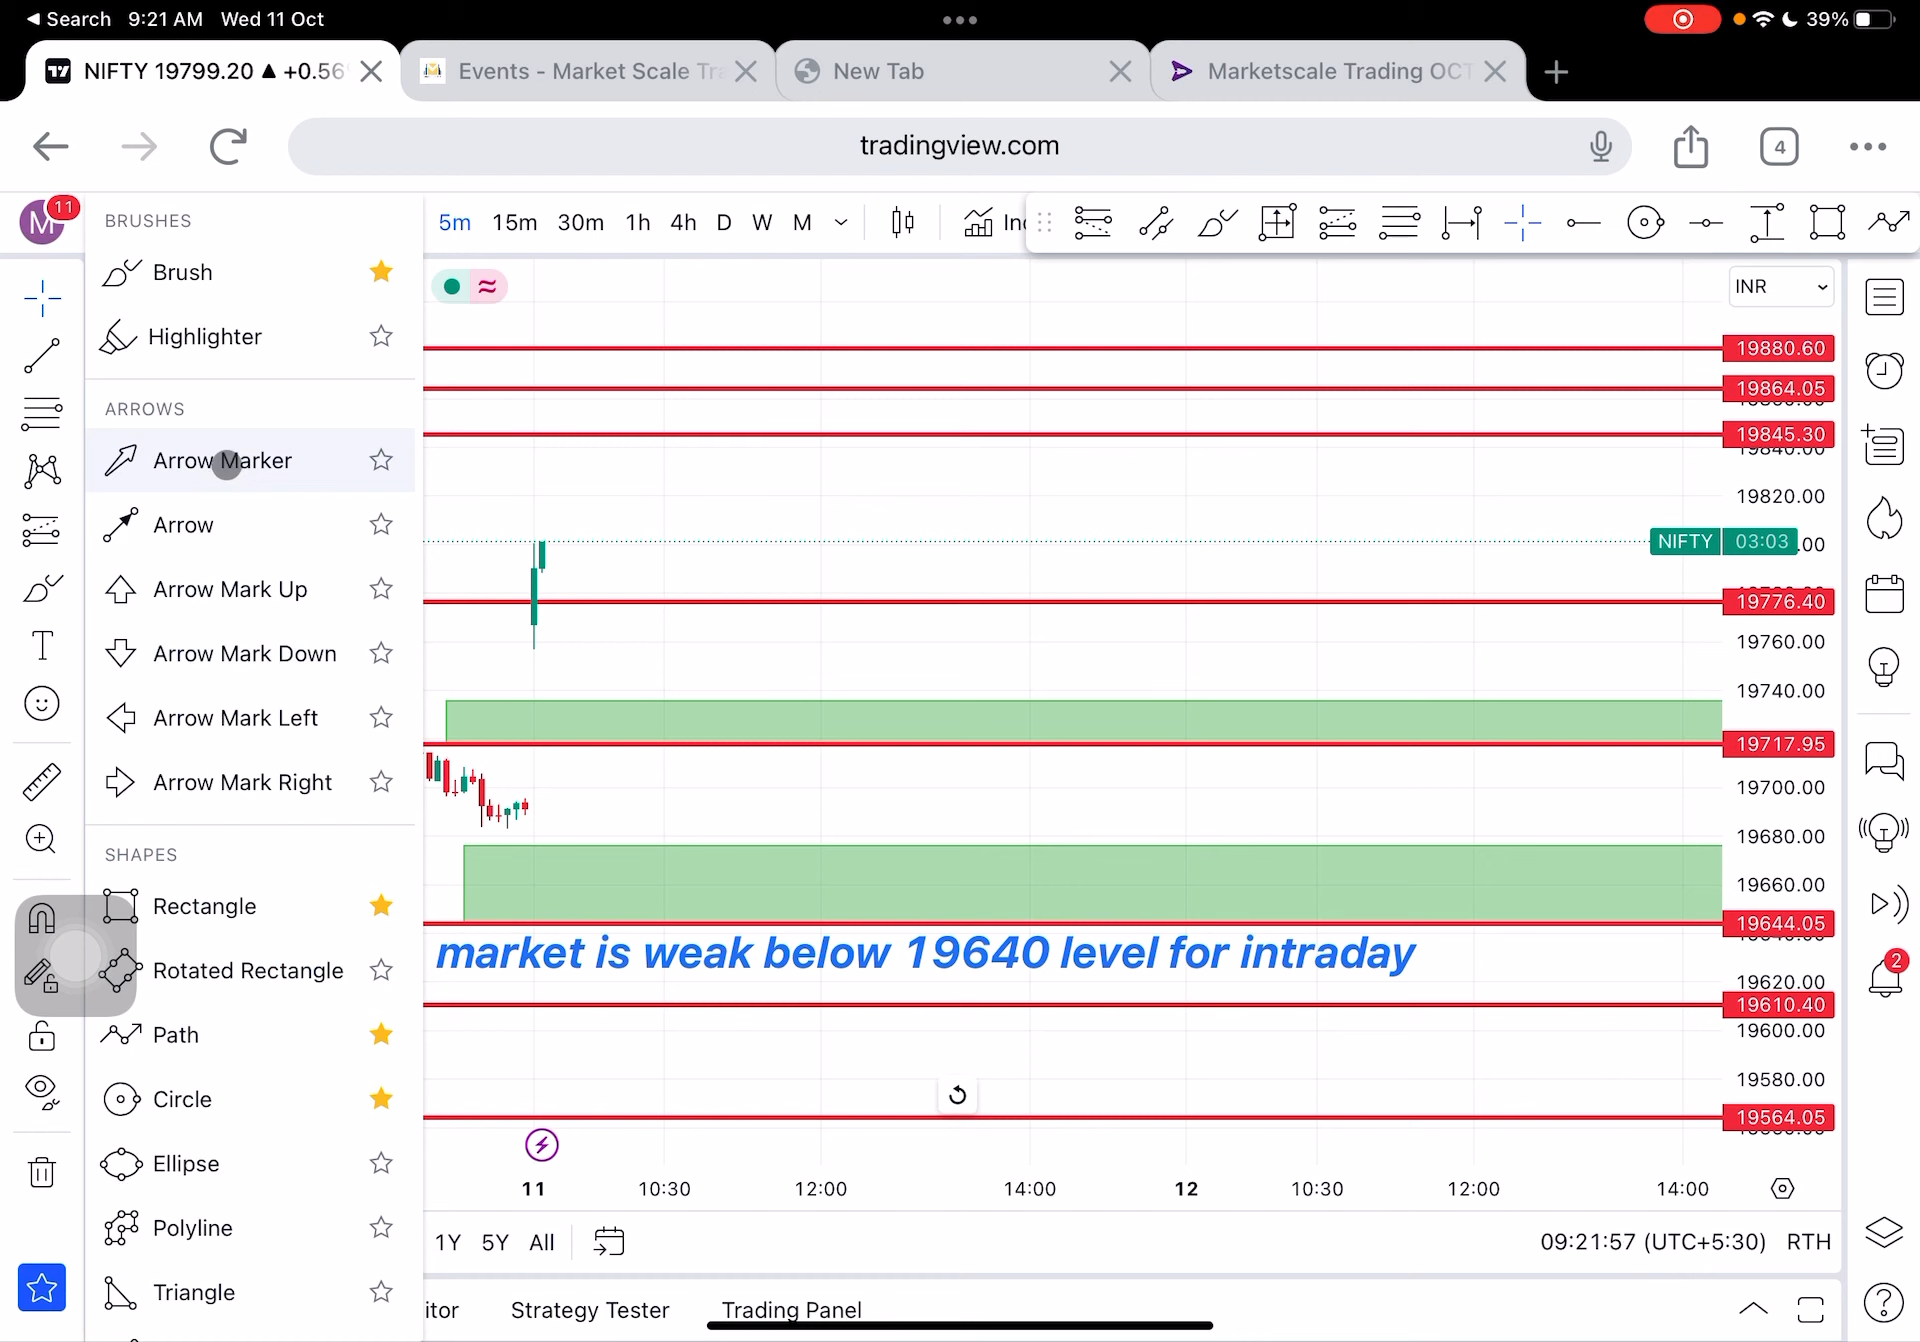 Search 9:21 AM Wed 11 Oct
39%
NIFTY 19799.20 ▲ +0.56
Events - Market Scale Tra
New Tab
Marketscale Trading OCT
tradingview.com
4
M
11
5m 15m 30m 1h 4h D W M
Ind
BRUSHES
Brush
Highlighter
ARROWS
Arrow Marker
Arrow
Arrow Mark Up
Arrow Mark Down
Arrow Mark Left
Arrow Mark Right
SHAPES
Rectangle
Rotated Rectangle
Path
Circle
Ellipse
Polyline
Triangle
INR
19880.60
19864.05
19845.30
19820.00
NIFTY 03:03 .00
19776.40
19760.00
19740.00
19717.95
19700.00
19680.00
19660.00
19644.05
market is weak below 19640 level for intraday
19620.00
19610.40
19600.00
19580.00
19564.05
2
11 10:30 12:00 14:00 12 10:30 12:00 14:00
1Y 5Y All
09:21:57 (UTC+5:30) RTH
itor Strategy Tester Trading Panel